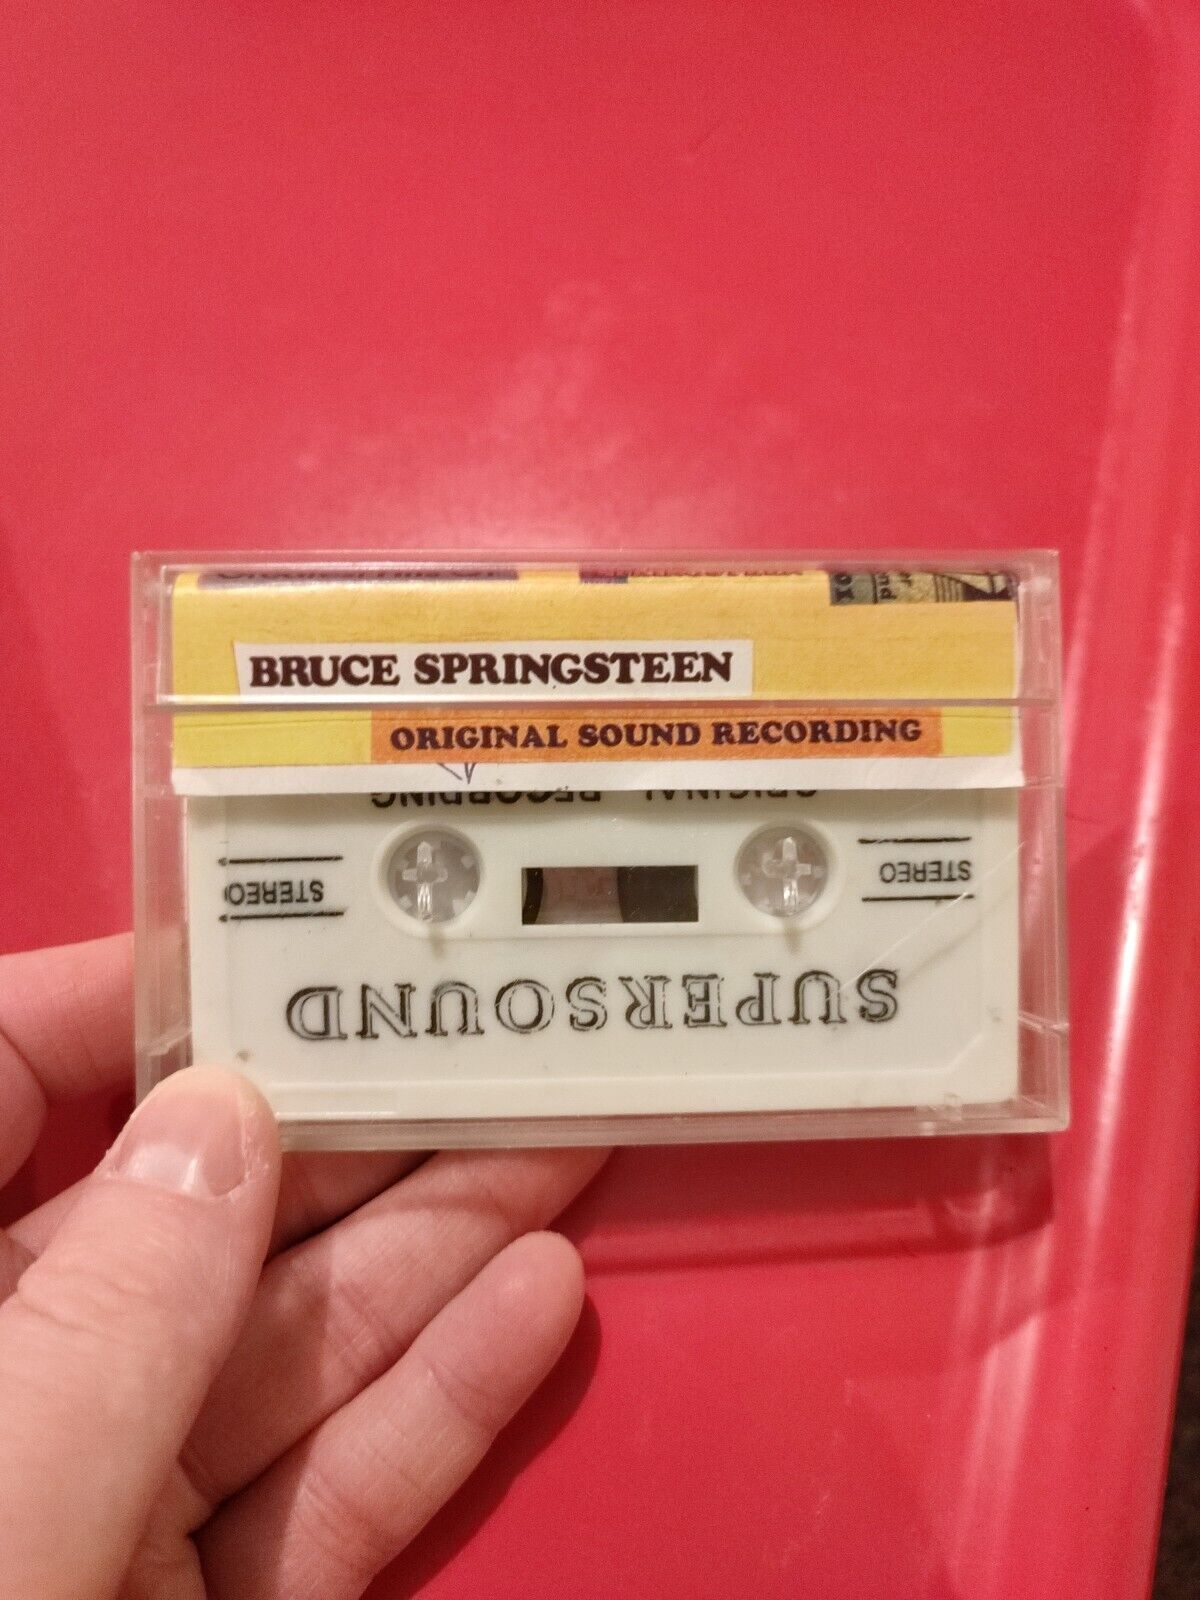 BRUCE SPRINGSTEEN
ORIGINAL SOUND RECORDING
ORIGINAL RECORDING
STEREO
STEREO
SUPERSOUND